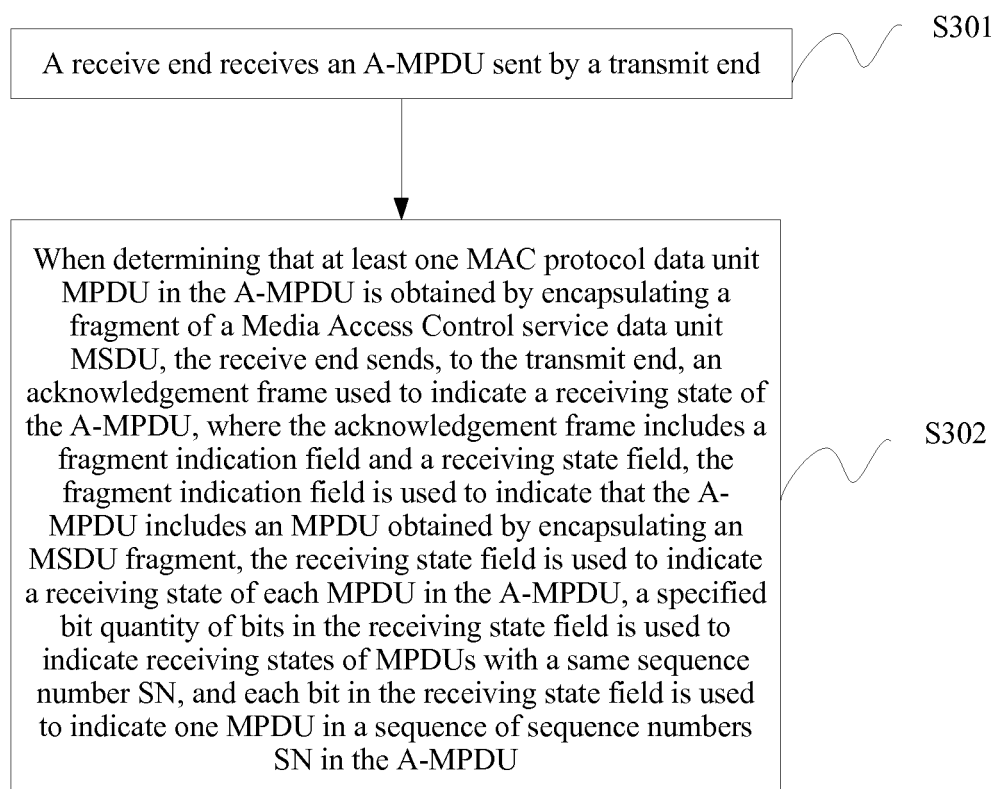 S301
A receive end receives an A-MPDU sent by a transmit end
When determining that at least one MAC protocol data unit
MPDU in the A-MPDU is obtained by encapsulating a
fragment of a Media Access Control service data unit
MSDU, the receive end sends, to the transmit end, an
acknowledgement frame used to indicate a receiving state of
the A-MPDU, where the acknowledgement frame includes a
fragment indication field and a receiving state field, the
fragment indication field is used to indicate that the A-
MPDU includes an MPDU obtained by encapsulating an
MSDU fragment, the receiving state field is used to indicate
a receiving state of each MPDU in the A-MPDU, a specified
bit quantity of bits in the receiving state field is used to
indicate receiving states of MPDUs with a same sequence
number SN, and each bit in the receiving state field is used
to indicate one MPDU in a sequence of sequence numbers
SN in the A-MPDU
S302